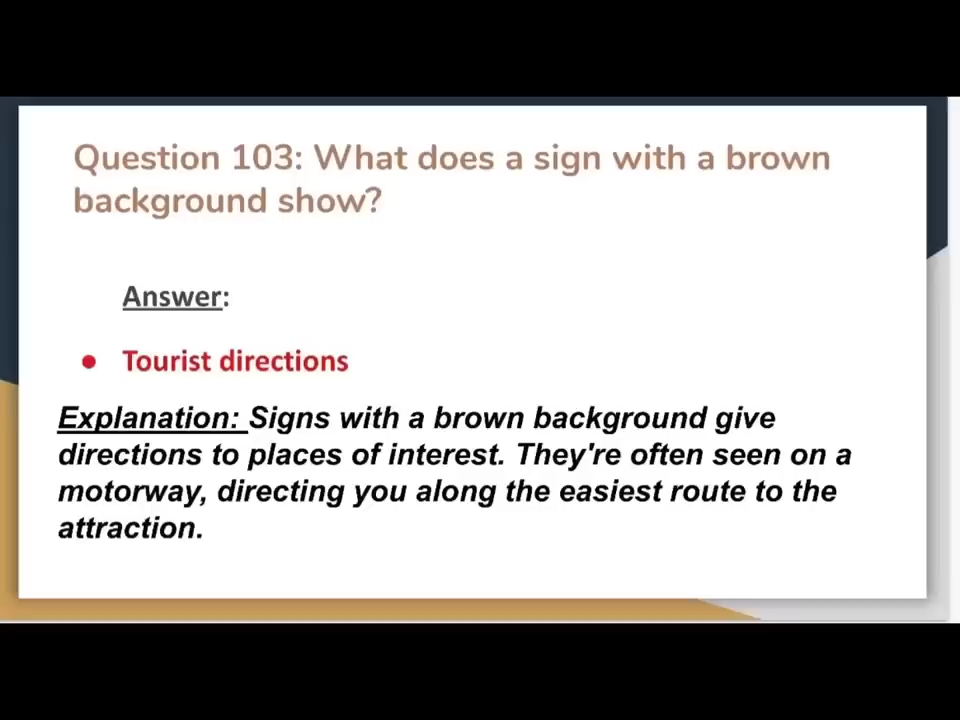 Question 103: What does a sign with a brown
background show?
Answer:
● Tourist directions
Explanation: Signs with a brown background give
directions to places of interest. They're often seen on a
motorway, directing you along the easiest route to the
attraction.